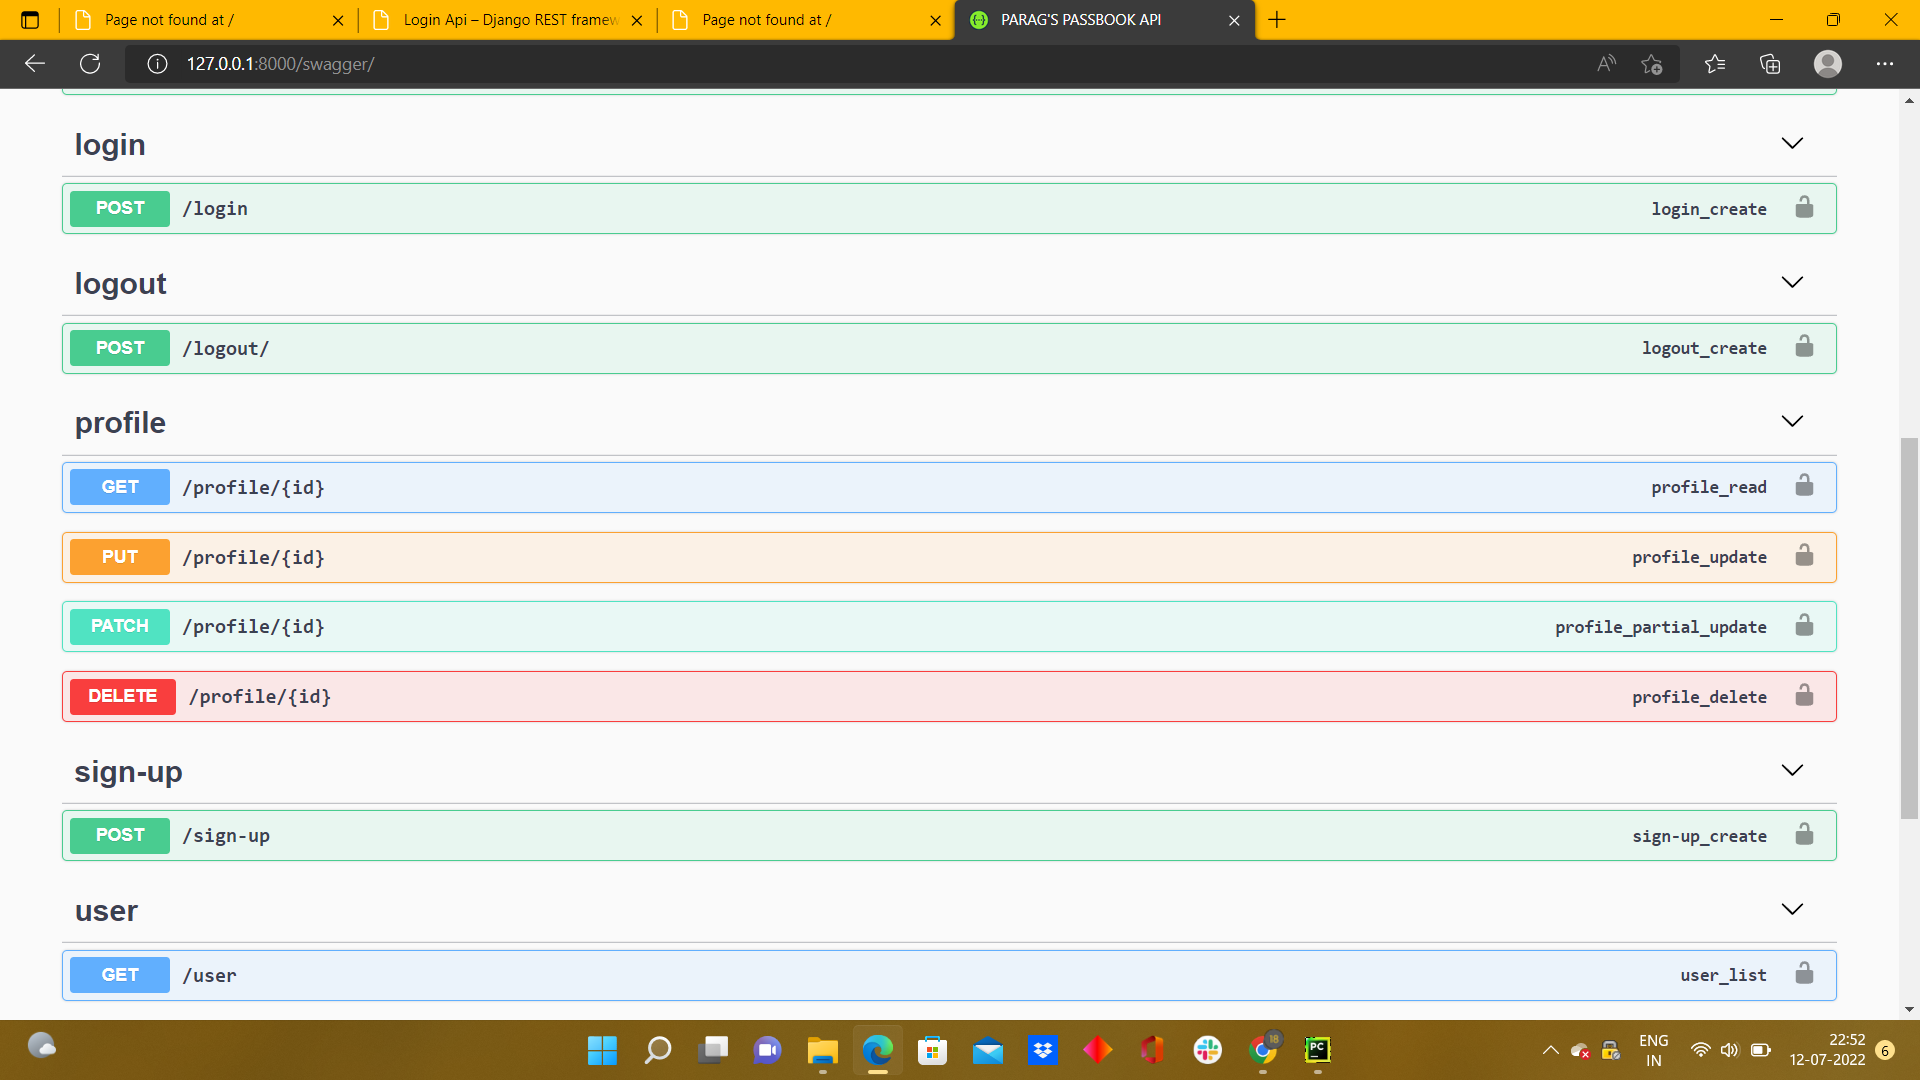 Page not found at /
Login Api – Django REST framew
Page not found at /
PARAG'S PASSBOOK API
127.0.0.1:8000/swagger/
login
POST /login login_create
logout
POST /logout/ logout_create
profile
GET /profile/{id} profile_read
PUT /profile/{id} profile_update
PATCH /profile/{id} profile_partial_update
DELETE /profile/{id} profile_delete
sign-up
POST /sign-up sign-up_create
user
GET /user user_list
18
PC
ENG
IN
22:52
12-07-2022
6